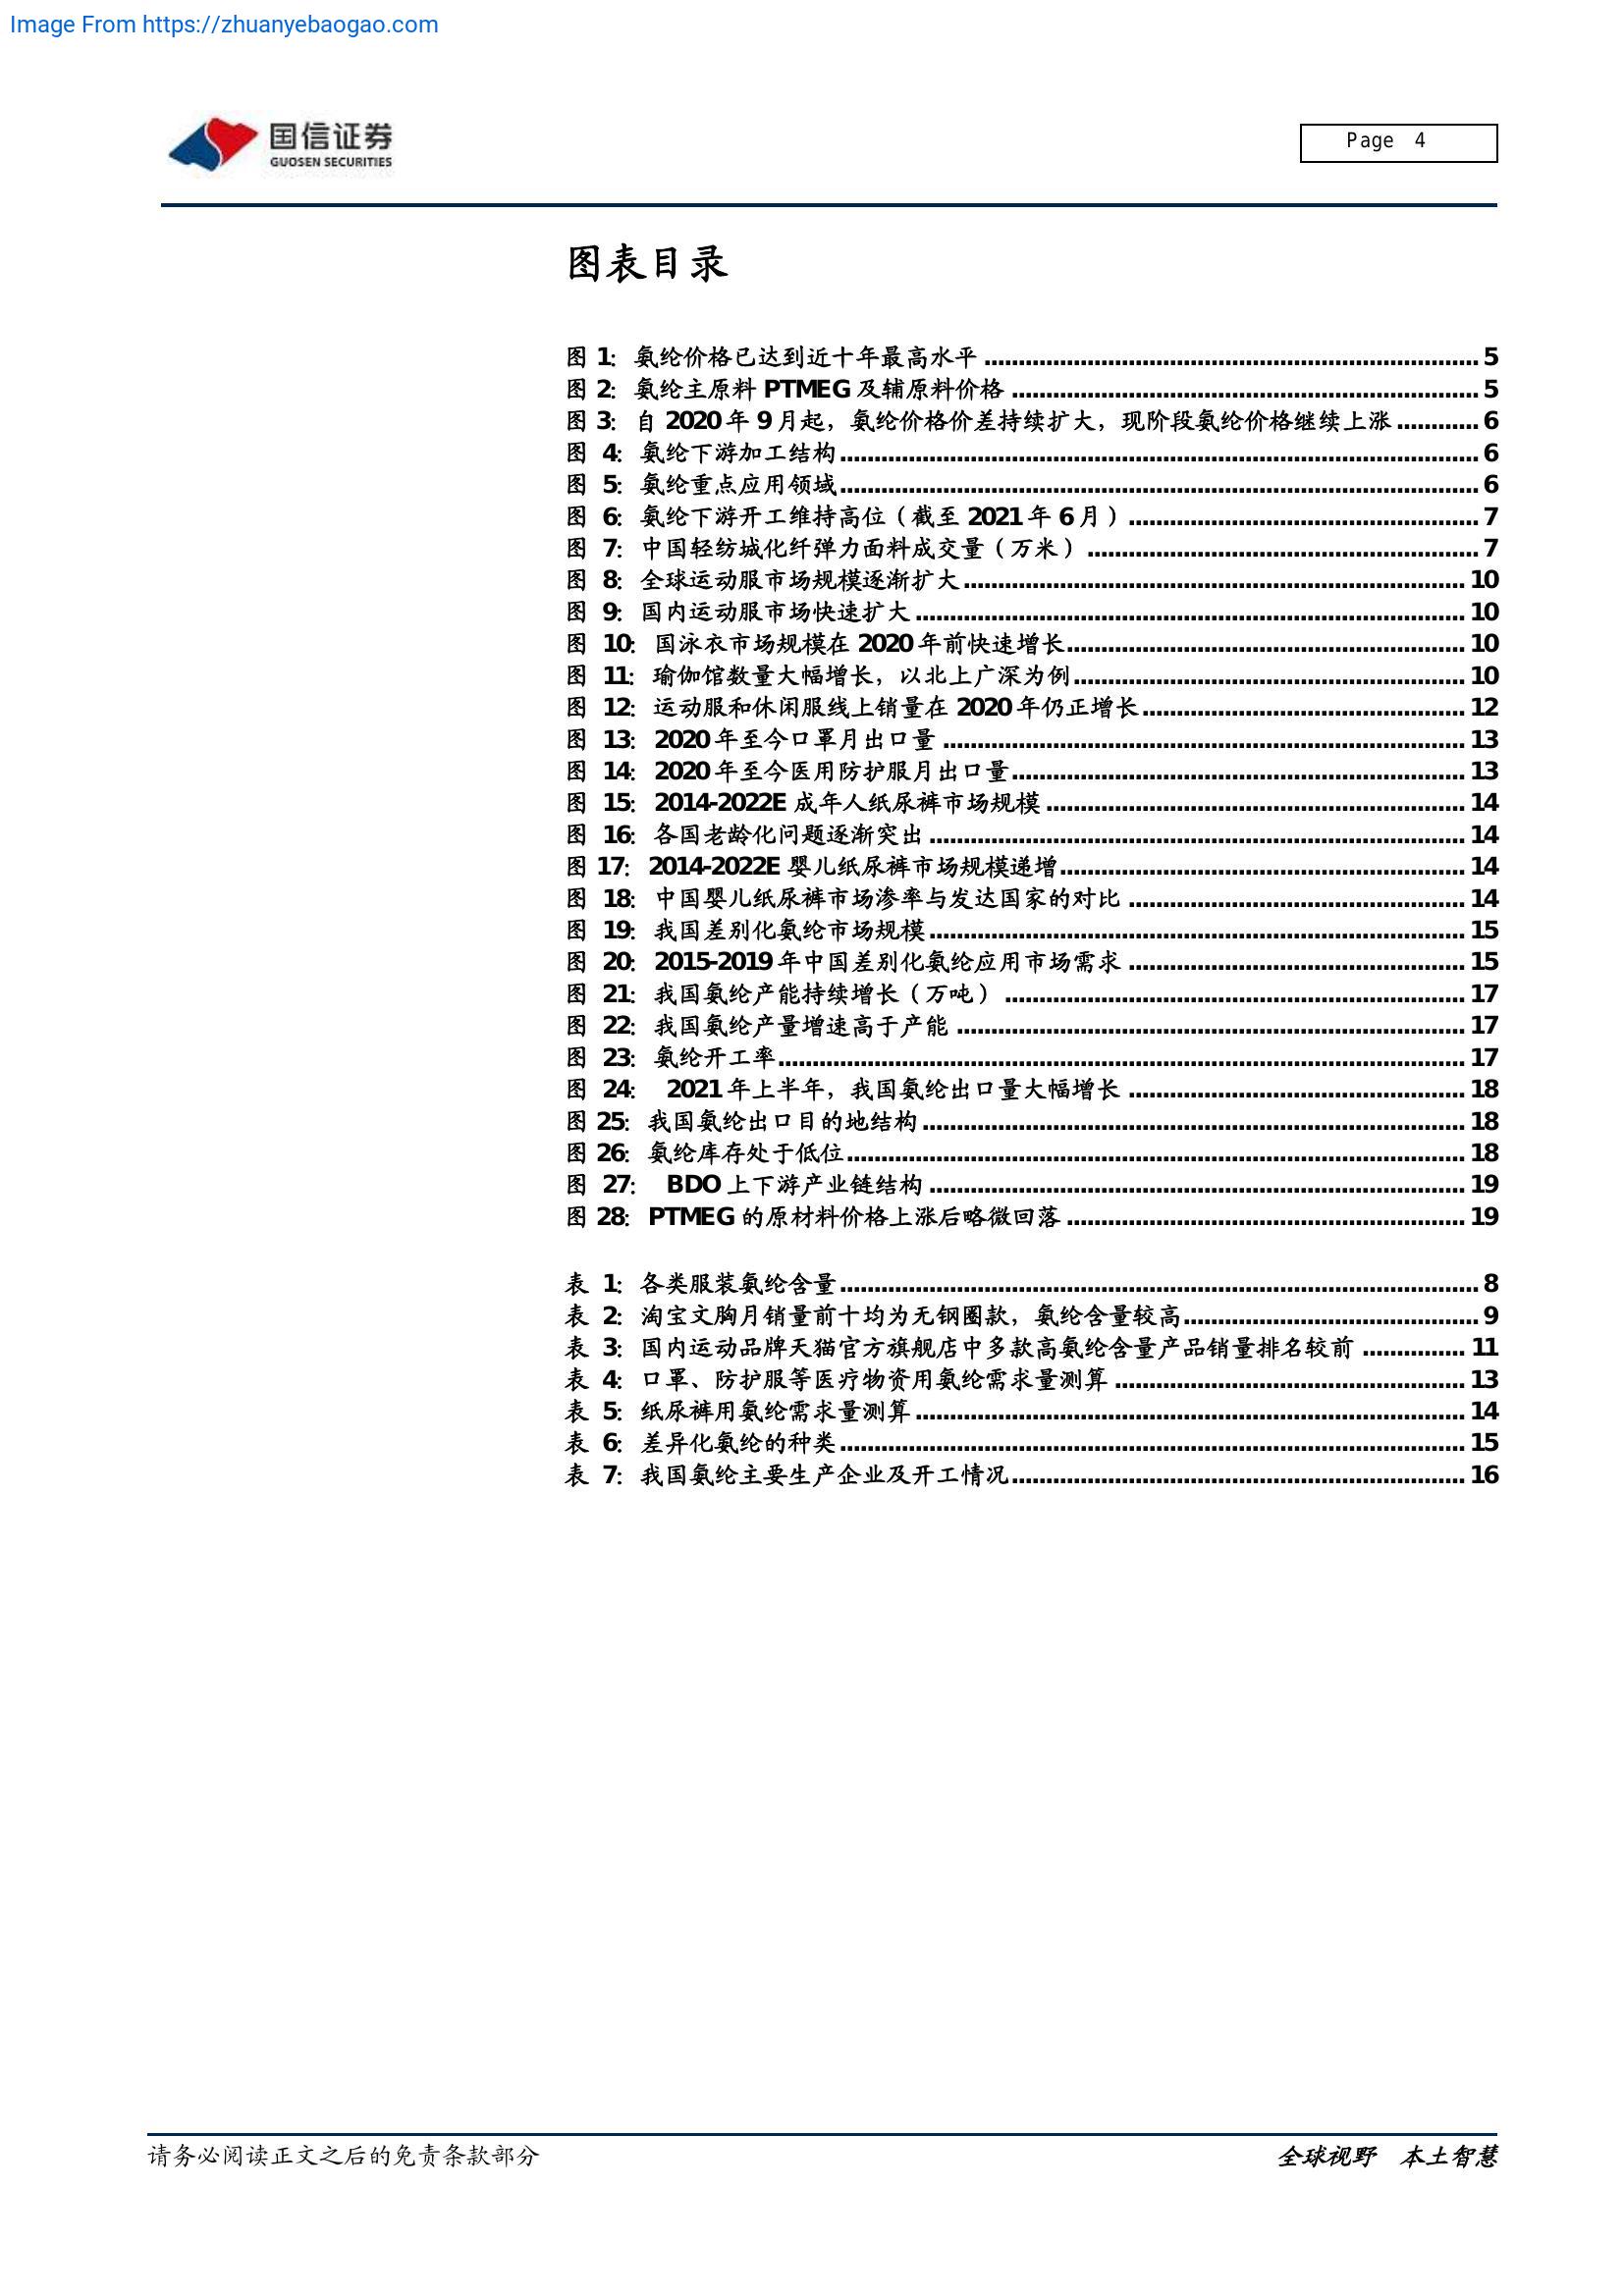 Image From https://zhuanyebaogao.com
国信证券
GUOSEN SECURITIES
Page 4
图表目录
图 1: 氨纶价格已达到近十年最高水平 5
图 2: 氨纶主原料 PTMEG 及辅原料价格 5
图 3: 自 2020 年 9 月起，氨纶价格价差持续扩大，现阶段氨纶价格继续上涨 6
图 4: 氨纶下游加工结构 6
图 5: 氨纶重点应用领域 6
图 6: 氨纶下游开工维持高位（截至 2021 年 6 月） 7
图 7: 中国轻纺城化纤弹力面料成交量（万米） 7
图 8: 全球运动服市场规模逐渐扩大 10
图 9: 国内运动服市场快速扩大 10
图 10: 国泳衣市场规模在 2020 年前快速增长 10
图 11: 瑜伽馆数量大幅增长，以北上广深为例 10
图 12: 运动服和休闲服线上销量在 2020 年仍正增长 12
图 13: 2020 年至今口罩月出口量 13
图 14: 2020 年至今医用防护服月出口量 13
图 15: 2014-2022E 成年人纸尿裤市场规模 14
图 16: 各国老龄化问题逐渐突出 14
图 17: 2014-2022E 婴儿纸尿裤市场规模递增 14
图 18: 中国婴儿纸尿裤市场渗率与发达国家的对比 14
图 19: 我国差别化氨纶市场规模 15
图 20: 2015-2019 年中国差别化氨纶应用市场需求 15
图 21: 我国氨纶产能持续增长（万吨） 17
图 22: 我国氨纶产量增速高于产能 17
图 23: 氨纶开工率 17
图 24: 2021 年上半年，我国氨纶出口量大幅增长 18
图 25: 我国氨纶出口目的地结构 18
图 26: 氨纶库存处于低位 18
图 27: BDO 上下游产业链结构 19
图 28: PTMEG 的原材料价格上涨后略微回落 19
表 1: 各类服装氨纶含量 8
表 2: 淘宝文胸月销量前十均为无钢圈款，氨纶含量较高 9
表 3: 国内运动品牌天猫官方旗舰店中多款高氨纶含量产品销量排名较前 11
表 4: 口罩、防护服等医疗物资用氨纶需求量测算 13
表 5: 纸尿裤用氨纶需求量测算 14
表 6: 差异化氨纶的种类 15
表 7: 我国氨纶主要生产企业及开工情况 16
请务必阅读正文之后的免责条款部分
全球视野 本土智慧